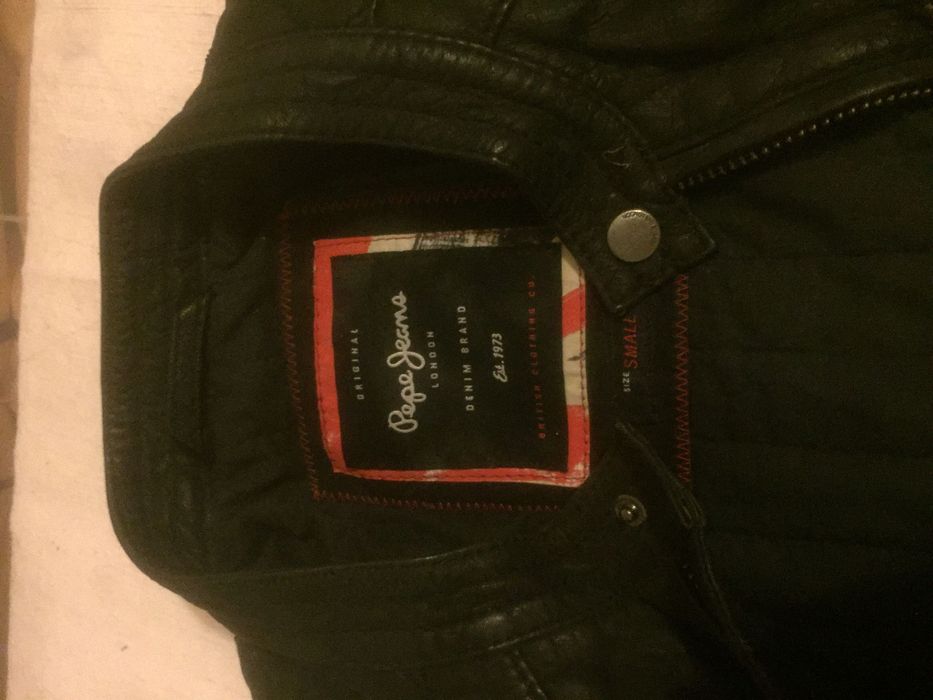 ORIGINAL
Pepe Jeans
LONDON
DENIM BRAND
Est. 1973
BRITISH CLOTHING CO.
SIZE SMALL